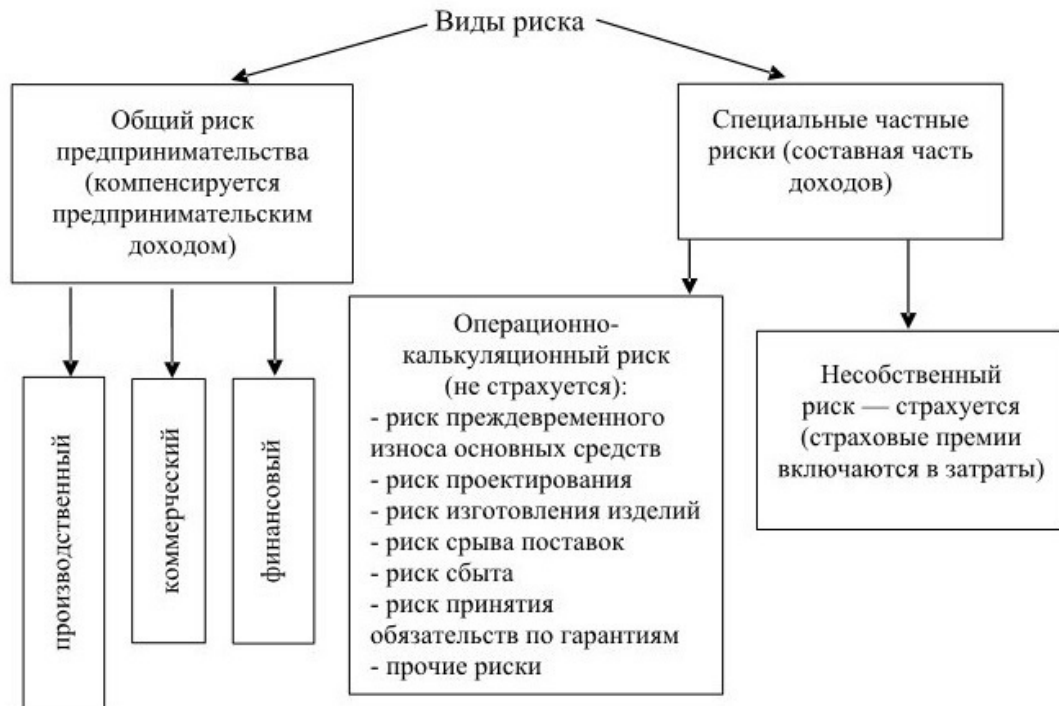 Виды риска
Общий риск
предпринимательства
(компенсируется
предпринимательским
доходом)
Специальные частные
риски (составная часть
доходов)
производственный
коммерческий
финансовый
Операционно-
калькуляционный риск
(не страхуется):
- риск преждевременного
износа основных средств
- риск проектирования
- риск изготовления изделий
- риск срыва поставок
- риск сбыта
- риск принятия
обязательств по гарантиям
- прочие риски
Несобственный
риск — страхуется
(страховые премии
включаются в затраты)